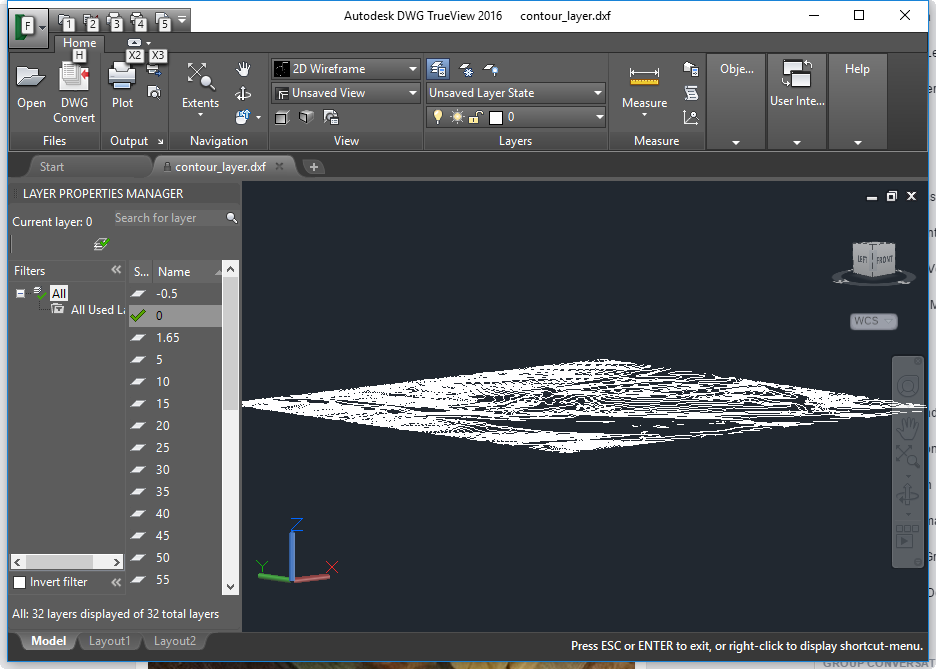 Autodesk DWG TrueView 2016 contour_layer.dxf
F
1 2 3 4 5
Home
H X2 X3
2D Wireframe
Unsaved View
Unsaved Layer State
0
Open DWG Convert Plot Extents Measure Obje... User Inte... Help
Files Output Navigation View Layers Measure
Start contour_layer.dxf
LAYER PROPERTIES MANAGER
Current layer: 0 Search for layer
Filters S... Name
All
All Used La
-0.5
0
1.65
5
10
15
20
25
30
35
40
45
50
55
Invert filter
All: 32 layers displayed of 32 total layers
LEFT FRONT
WCS
Z
Y X
Model Layout1 Layout2
Press ESC or ENTER to exit, or right-click to display shortcut-menu.
GROUP CONVERSAT